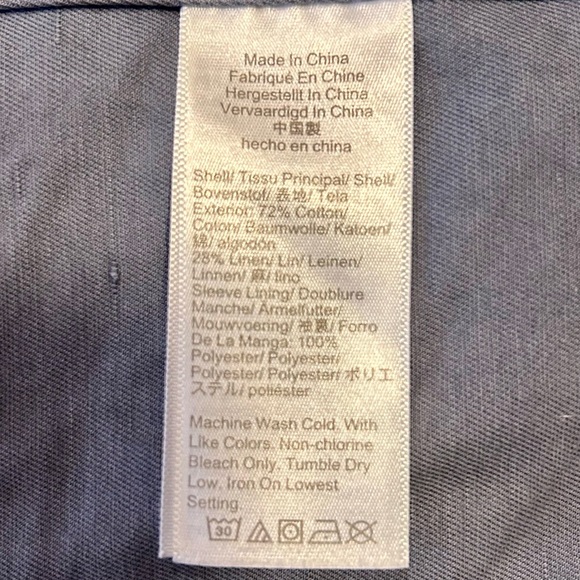 Made In China
Fabriqué En Chine
Hergestellt In China
Vervaardigd In China
中国製
hecho en china
Shell/ Tissu Principal/ Shell/
Bovenstof/ 表地/ Tela
Exterior: 72% Cotton/
Coton/ Baumwolle/ Katoen/
綿/ algodón
28% Linen/ Lin/ Leinen/
Linnen/ 麻/ lino
Sleeve Lining/ Doublure
Manche/ Ärmelfutter/
Mouwvoering/ 袖裏/ Forro
De La Manga: 100%
Polyester/ Polyester/
Polyester/ Polyester/ ポリエ
ステル/ poliéster
Machine Wash Cold. With
Like Colors. Non-chlorine
Bleach Only. Tumble Dry
Low. Iron On Lowest
Setting.
30